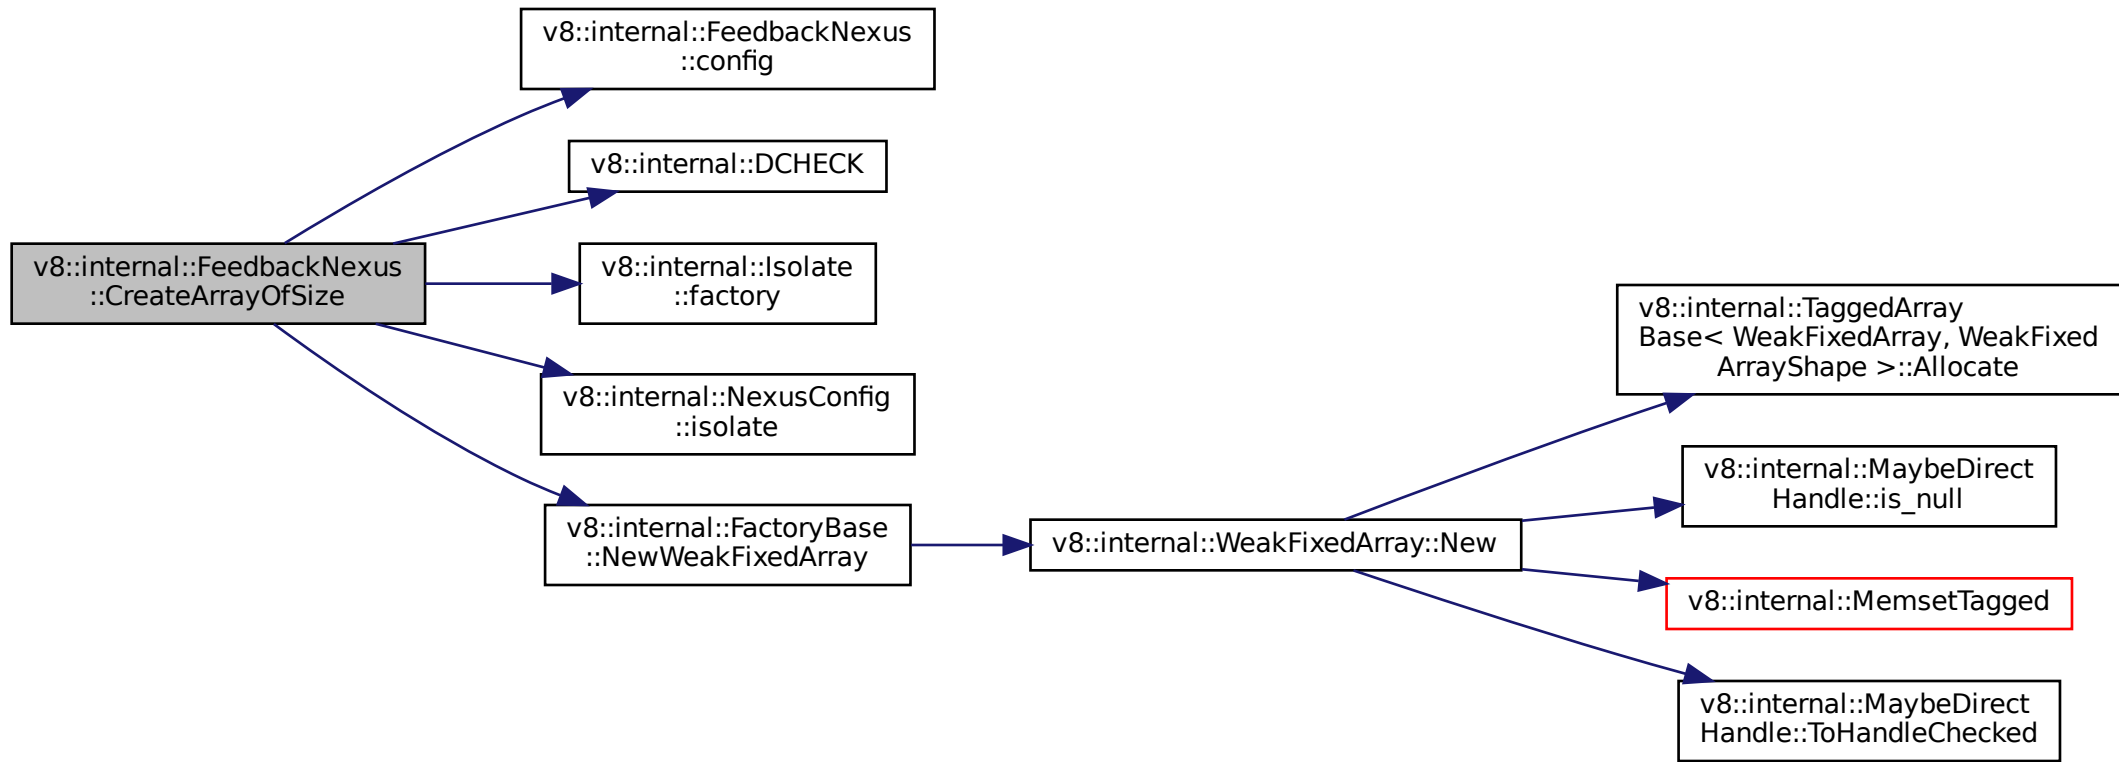 v8::internal::FeedbackNexus
::CreateArrayOfSize
v8::internal::FeedbackNexus
::config
v8::internal::DCHECK
v8::internal::Isolate
::factory
v8::internal::NexusConfig
::isolate
v8::internal::FactoryBase
::NewWeakFixedArray
v8::internal::WeakFixedArray::New
v8::internal::TaggedArray
Base< WeakFixedArray, WeakFixed
ArrayShape >::Allocate
v8::internal::MaybeDirect
Handle::is_null
v8::internal::MemsetTagged
v8::internal::MaybeDirect
Handle::ToHandleChecked